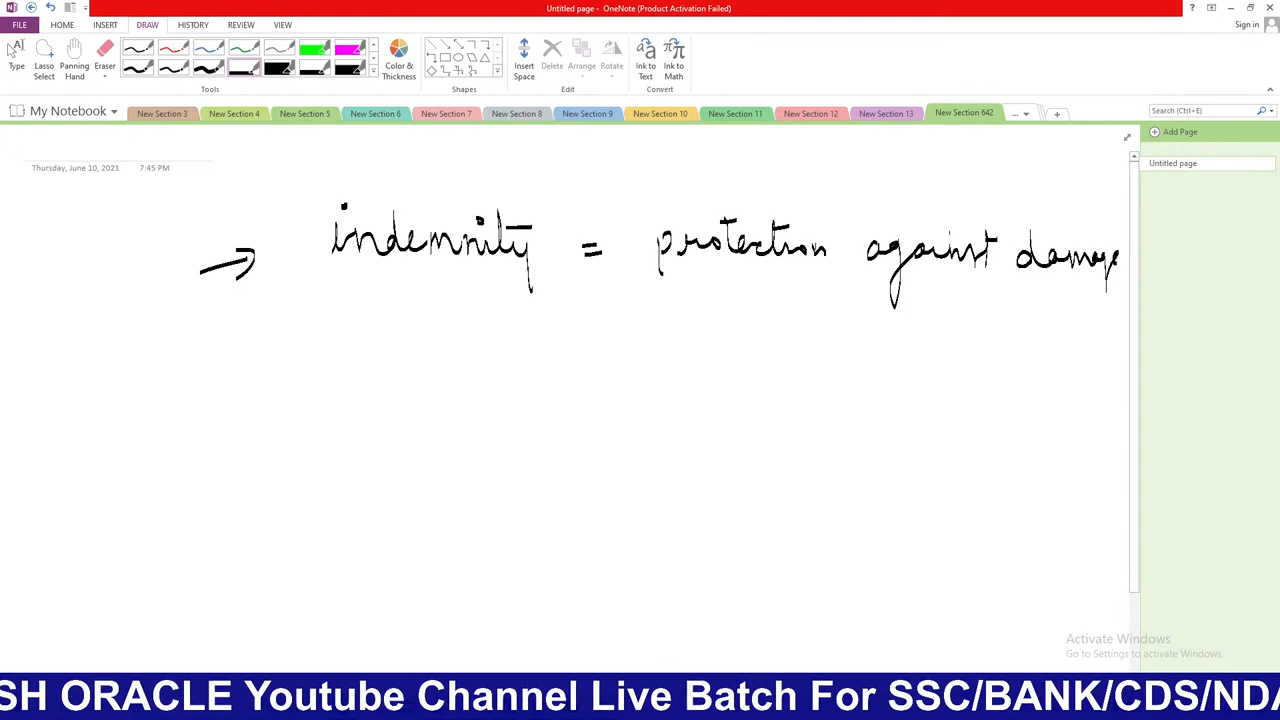 Untitled page - OneNote (Product Activation Failed)
FILE HOME INSERT DRAW HISTORY REVIEW VIEW
Sign in
Type Lasso Select Panning Hand Eraser Color & Thickness Insert Space Delete Arrange Rotate Ink to Text Ink to Math
Tools Shapes Edit Convert
My Notebook New Section 3 New Section 4 New Section 5 New Section 6 New Section 7 New Section 8 New Section 9 New Section 10 New Section 11 New Section 12 New Section 13 New Section 642 ... Search (Ctrl+E)
Add Page
Untitled page
Thursday, June 10, 2021 7:45 PM
⇒ indemnity = protection against damage
Activate Windows
Go to Settings to activate Windows.
SH ORACLE Youtube Channel Live Batch For SSC/BANK/CDS/NDA